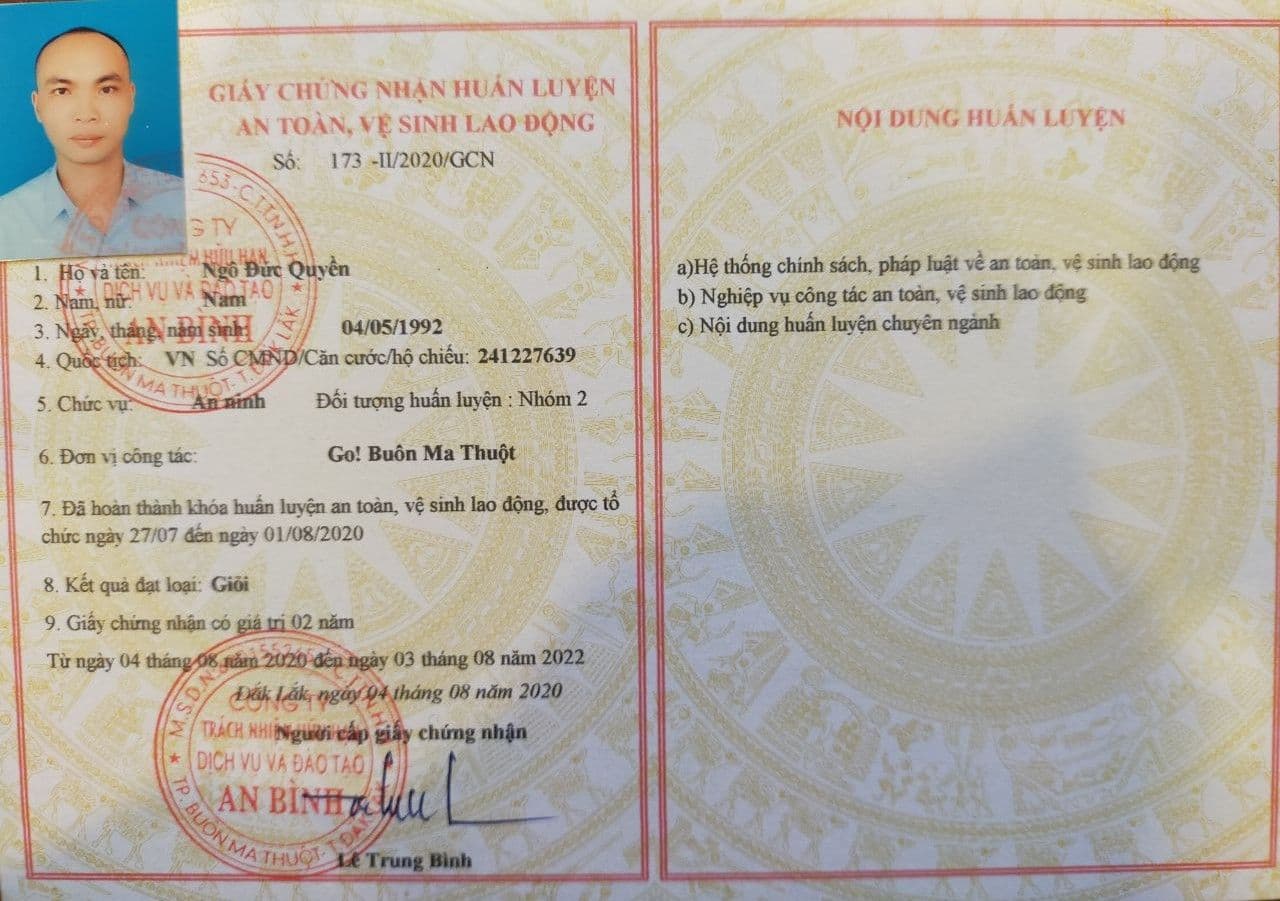 GIẤY CHỨNG NHẬN HUẤN LUYỆN
AN TOÀN, VỆ SINH LAO ĐỘNG
Số: 173 -II/2020/GCN
1. Họ và tên: Ngô Đức Quyền
2. Nam, nữ: Nam
3. Ngày, tháng, năm sinh: 04/05/1992
4. Quốc tịch: VN Số CMND/Căn cước/hộ chiếu: 241227639
5. Chức vụ: An ninh Đối tượng huấn luyện : Nhóm 2
6. Đơn vị công tác: Go! Buôn Ma Thuột
7. Đã hoàn thành khóa huấn luyện an toàn, vệ sinh lao động, được tổ
chức ngày 27/07 đến ngày 01/08/2020
8. Kết quả đạt loại: Giỏi
9. Giấy chứng nhận có giá trị 02 năm
Từ ngày 04 tháng 08 năm 2020 đến ngày 03 tháng 08 năm 2022
Đắk Lắk, ngày 04 tháng 08 năm 2020
Người cấp giấy chứng nhận
CÔNG TY
TRÁCH NHIỆM HỮU HẠN
DỊCH VỤ VÀ ĐÀO TẠO
AN BÌNH
TP. BUÔN MA THUỘT
Lê Trung Bình
NỘI DUNG HUẤN LUYỆN
a)Hệ thống chính sách, pháp luật về an toàn, vệ sinh lao động
b) Nghiệp vụ công tác an toàn, vệ sinh lao động
c) Nội dung huấn luyện chuyên ngành